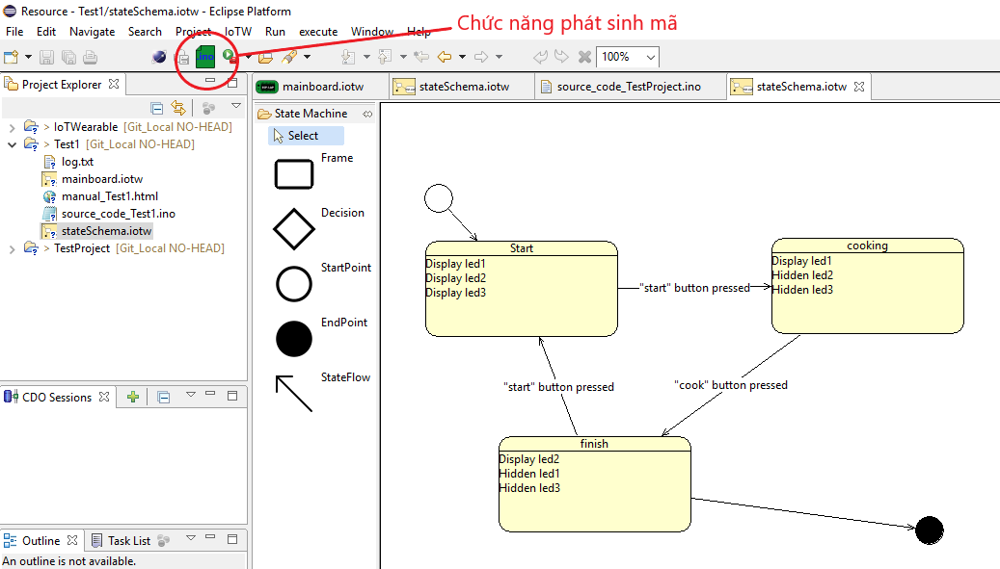 Resource - Test1/stateSchema.iotw - Eclipse Platform
Chức năng phát sinh mã
File Edit Navigate Search Project IoTW Run execute Window Help
.ino
100%
Project Explorer
mainboard.iotw
stateSchema.iotw
source_code_TestProject.ino
stateSchema.iotw
> IoTWearable [Git_Local NO-HEAD]
> Test1 [Git_Local NO-HEAD]
log.txt
mainboard.iotw
manual_Test1.html
source_code_Test1.ino
stateSchema.iotw
> TestProject [Git_Local NO-HEAD]
State Machine
Select
Frame
Decision
StartPoint
EndPoint
StateFlow
Start
Display led1
Display led2
Display led3
"start" button pressed
cooking
Display led1
Hidden led2
Hidden led3
"start" button pressed
"cook" button pressed
finish
Display led2
Hidden led1
Hidden led3
CDO Sessions
Outline
Task List
An outline is not available.